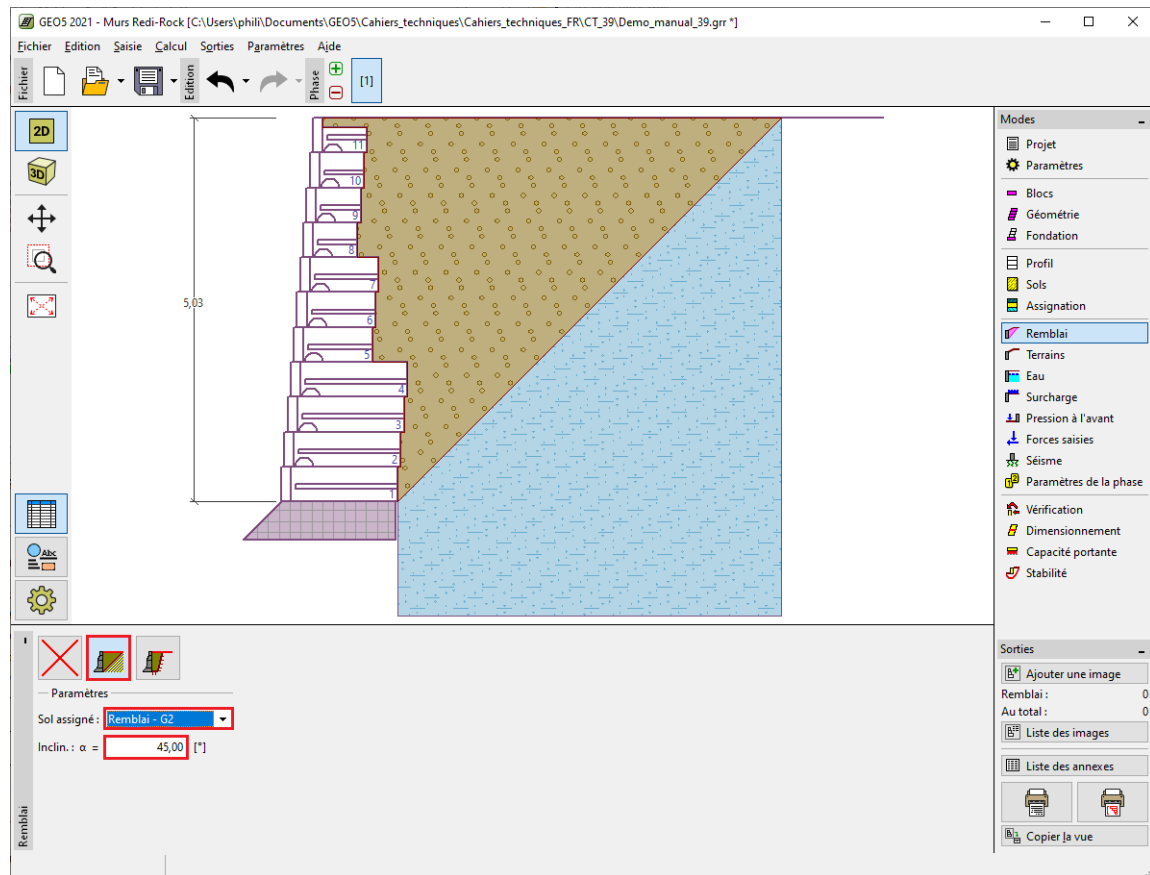 GEO5 2021 - Murs Redi-Rock [C:\Users\phili\Documents\GEO5\Cahiers_techniques\Cahiers_techniques_FR\CT_39\Demo_manual_39.grr *]
Fichier Edition Saisie Calcul Sorties Paramètres Aide
Fichier
Edition
Phase
[1]
2D
3D
Abc
5,03
11
10
9
8
7
6
5
4
3
2
1
Modes
Projet
Paramètres
Blocs
Géométrie
Fondation
Profil
Sols
Assignation
Remblai
Terrains
Eau
Surcharge
Pression à l'avant
Forces saisies
Séisme
Paramètres de la phase
Vérification
Dimensionnement
Capacité portante
Stabilité
Remblai
Paramètres
Sol assigné : Remblai - G2
Inclin. : α = 45,00 [°]
Sorties
Ajouter une image
Remblai : 0
Au total : 0
Liste des images
Liste des annexes
Copier la vue